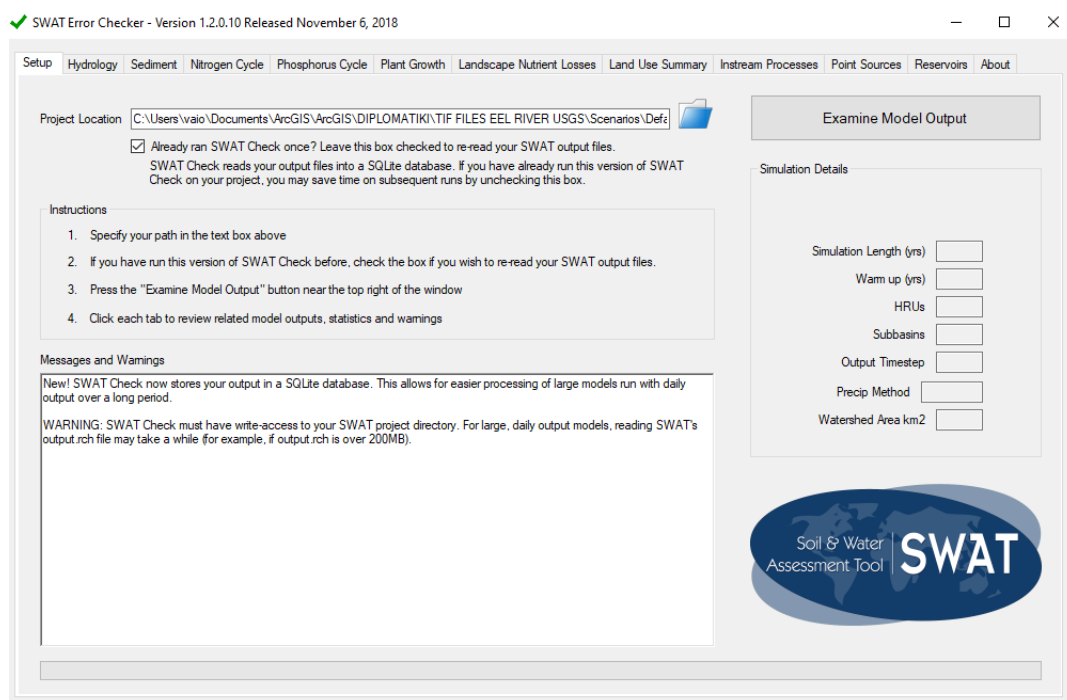 SWAT Error Checker - Version 1.2.0.10 Released November 6, 2018
Setup Hydrology Sediment Nitrogen Cycle Phosphorus Cycle Plant Growth Landscape Nutrient Losses Land Use Summary Instream Processes Point Sources Reservoirs About
Project Location C:\Users\vaio\Documents\ArcGIS\ArcGIS\DIPLOMATIKI\TIF FILES EEL RIVER USGS\Scenarios\Defa
Already ran SWAT Check once? Leave this box checked to re-read your SWAT output files.
SWAT Check reads your output files into a SQLite database. If you have already run this version of SWAT
Check on your project, you may save time on subsequent runs by unchecking this box.
Instructions
1. Specify your path in the text box above
2. If you have run this version of SWAT Check before, check the box if you wish to re-read your SWAT output files.
3. Press the "Examine Model Output" button near the top right of the window
4. Click each tab to review related model outputs, statistics and warnings
Messages and Warnings
New! SWAT Check now stores your output in a SQLite database. This allows for easier processing of large models run with daily
output over a long period.
WARNING: SWAT Check must have write-access to your SWAT project directory. For large, daily output models, reading SWAT's
output.rch file may take a while (for example, if output.rch is over 200MB).
Examine Model Output
Simulation Details
Simulation Length (yrs)
Warm up (yrs)
HRUs
Subbasins
Output Timestep
Precip Method
Watershed Area km2
Soil & Water
Assessment Tool
SWAT